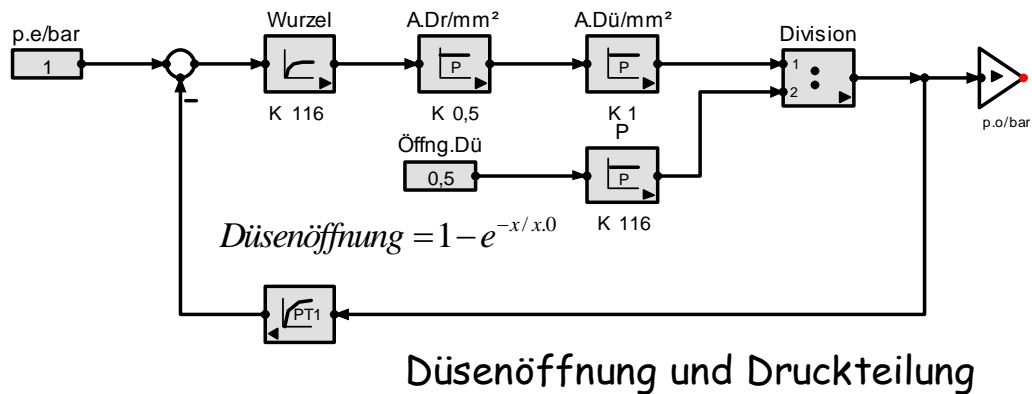 p.e/bar
1
Wurzel
K 116
A.Dr/mm²
P
K 0,5
A.Dü/mm²
P
K 1
Division
1
2
p.o/bar
Öffng.Dü
0,5
P
P
K 116
Düsenöffnung = 1 − e^{−x/x.0}
PT1
Düsenöffnung und Druckteilung